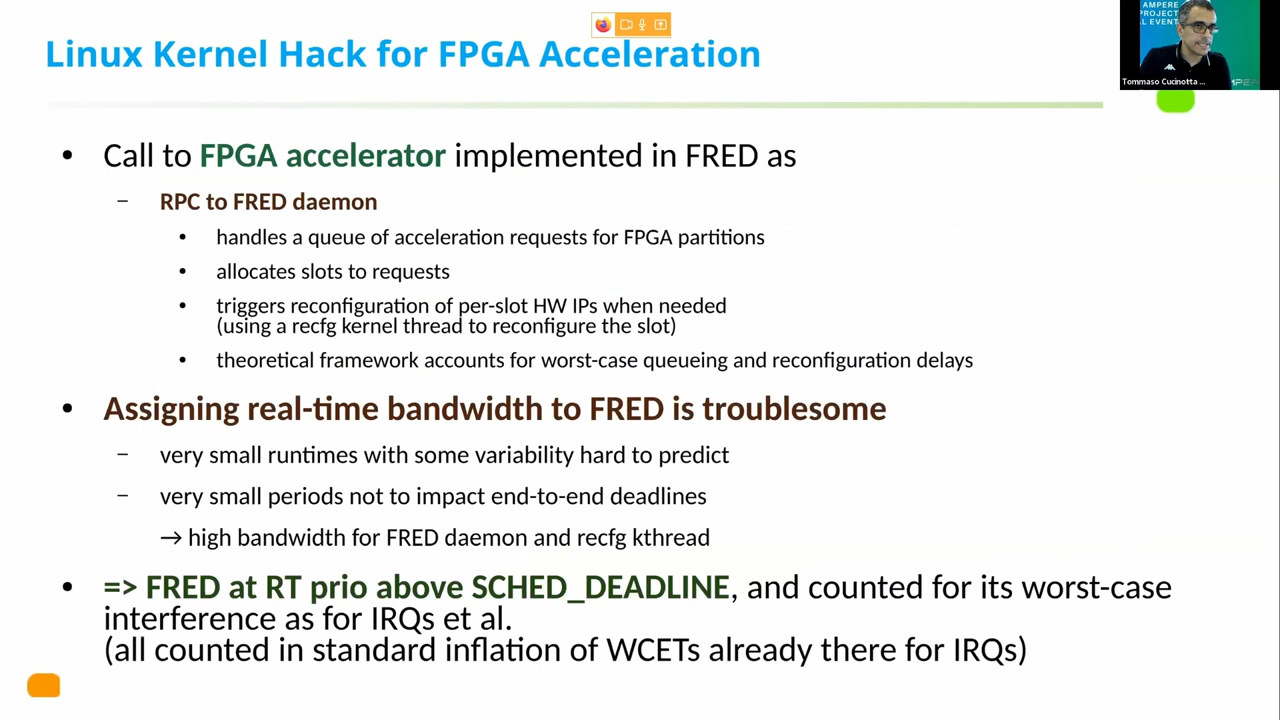 AMPERE
PROJECT
L EVENT
Tommaso Cucinotta ...
Linux Kernel Hack for FPGA Acceleration
• Call to FPGA accelerator implemented in FRED as
– RPC to FRED daemon
• handles a queue of acceleration requests for FPGA partitions
• allocates slots to requests
• triggers reconfiguration of per-slot HW IPs when needed
(using a recfg kernel thread to reconfigure the slot)
• theoretical framework accounts for worst-case queueing and reconfiguration delays
• Assigning real-time bandwidth to FRED is troublesome
– very small runtimes with some variability hard to predict
– very small periods not to impact end-to-end deadlines
→ high bandwidth for FRED daemon and recfg kthread
• => FRED at RT prio above SCHED_DEADLINE, and counted for its worst-case
interference as for IRQs et al.
(all counted in standard inflation of WCETs already there for IRQs)